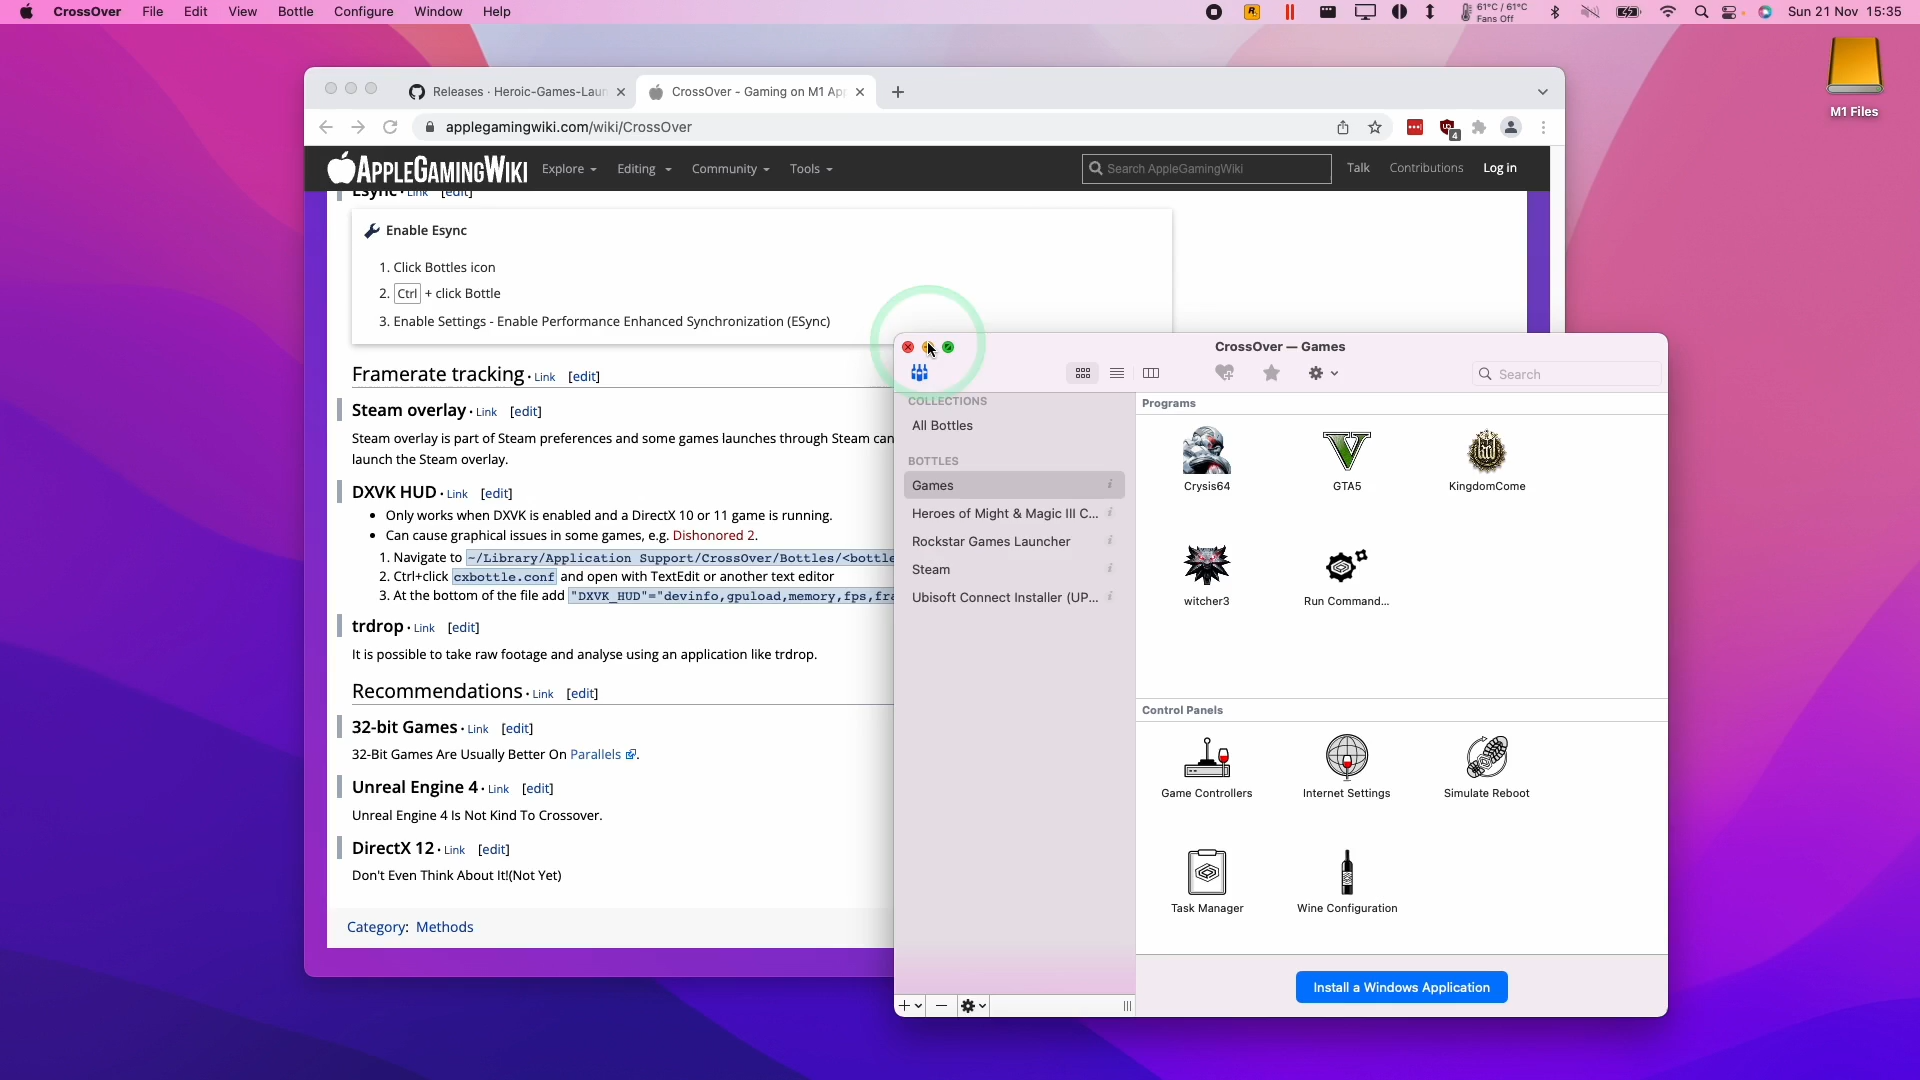 CrossOver File Edit View Bottle Configure Window Help
61°C / 61°C
Fans Off
Sun 21 Nov 15:35
M1 Files
Releases · Heroic-Games-Laun
CrossOver - Gaming on M1 Ap
applegamingwiki.com/wiki/CrossOver
4
AppleGamingWiki Explore Editing Community Tools
Search AppleGamingWiki
Talk Contributions Log in
Esync · Link [edit]
Enable Esync
1. Click Bottles icon
2. Ctrl + click Bottle
3. Enable Settings - Enable Performance Enhanced Synchronization (ESync)
Framerate tracking · Link [edit]
Steam overlay · Link [edit]
Steam overlay is part of Steam preferences and some games launches through Steam can
launch the Steam overlay.
DXVK HUD · Link [edit]
• Only works when DXVK is enabled and a DirectX 10 or 11 game is running.
• Can cause graphical issues in some games, e.g. Dishonored 2.
1. Navigate to ~/Library/Application Support/CrossOver/Bottles/<bottle
2. Ctrl+click cxbottle.conf and open with TextEdit or another text editor
3. At the bottom of the file add "DXVK_HUD"="devinfo,gpuload,memory,fps,fra
trdrop · Link [edit]
It is possible to take raw footage and analyse using an application like trdrop.
Recommendations · Link [edit]
32-bit Games · Link [edit]
32-Bit Games Are Usually Better On Parallels.
Unreal Engine 4 · Link [edit]
Unreal Engine 4 Is Not Kind To Crossover.
DirectX 12 · Link [edit]
Don't Even Think About It!(Not Yet)
Category: Methods
CrossOver — Games
Search
COLLECTIONS
All Bottles
BOTTLES
Games
Heroes of Might & Magic III C...
Rockstar Games Launcher
Steam
Ubisoft Connect Installer (UP...
Programs
Crysis64
GTA5
KingdomCome
witcher3
Run Command...
Control Panels
Game Controllers
Internet Settings
Simulate Reboot
Task Manager
Wine Configuration
Install a Windows Application